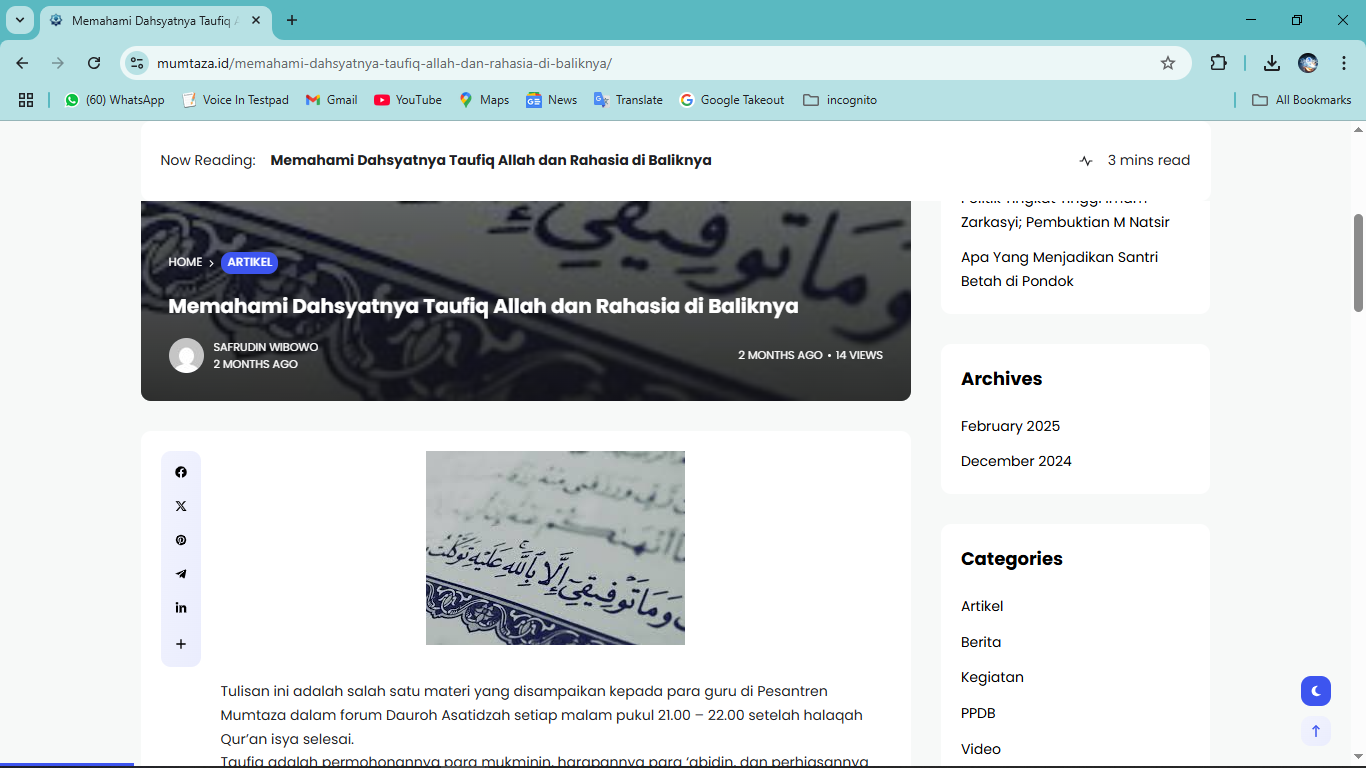 Memahami Dahsyatnya Taufiq A
mumtaza.id/memahami-dahsyatnya-taufiq-allah-dan-rahasia-di-baliknya/
(60) WhatsApp
Voice In Testpad
Gmail
YouTube
Maps
News
Translate
Google Takeout
incognito
All Bookmarks
Now Reading: Memahami Dahsyatnya Taufiq Allah dan Rahasia di Baliknya
3 mins read
وَمَا تَوْفِيقِيٓ إِ
HOME > ARTIKEL
Memahami Dahsyatnya Taufiq Allah dan Rahasia di Baliknya
SAFRUDIN WIBOWO
2 MONTHS AGO
2 MONTHS AGO • 14 VIEWS
وَمَا تَوْفِيقِيٓ إِلَّا بِٱللَّهِۚ عَلَيْهِ تَوَكَّلْتُ
Tulisan ini adalah salah satu materi yang disampaikan kepada para guru di Pesantren
Mumtaza dalam forum Dauroh Asatidzah setiap malam pukul 21.00 – 22.00 setelah halaqah
Qur’an isya selesai.
Taufiq adalah permohonannya para mukminin, harapannya para ‘abidin, dan perhiasannya
Politik Tingkat Tinggi Imam
Zarkasyi; Pembuktian M Natsir
Apa Yang Menjadikan Santri
Betah di Pondok
Archives
February 2025
December 2024
Categories
Artikel
Berita
Kegiatan
PPDB
Video